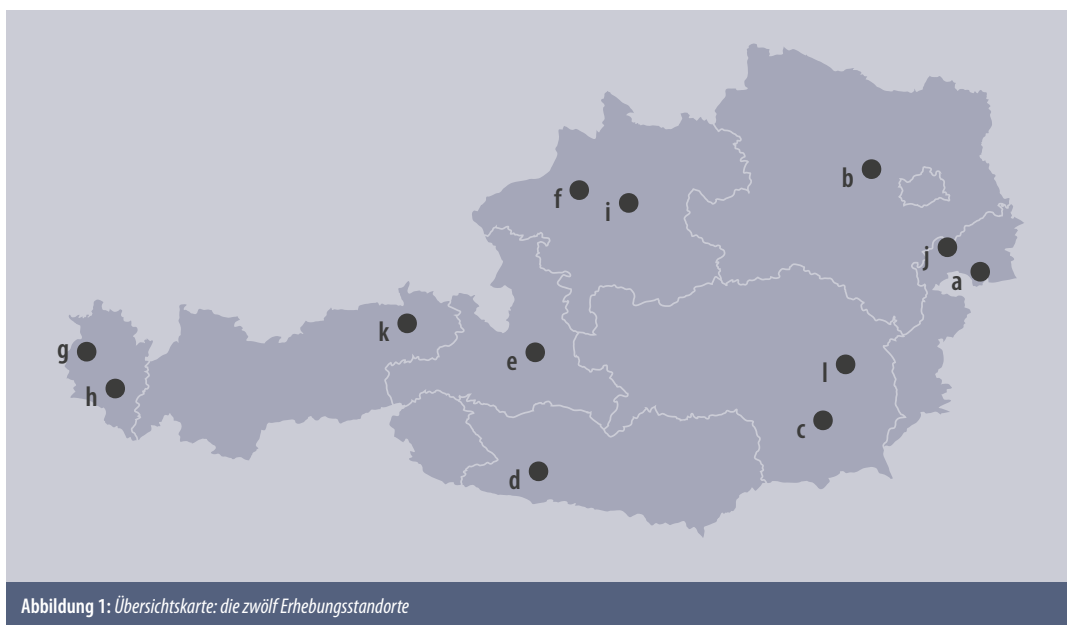 b
f
i
j
a
k
g
e
l
h
c
d
Abbildung 1: Übersichtskarte: die zwölf Erhebungsstandorte